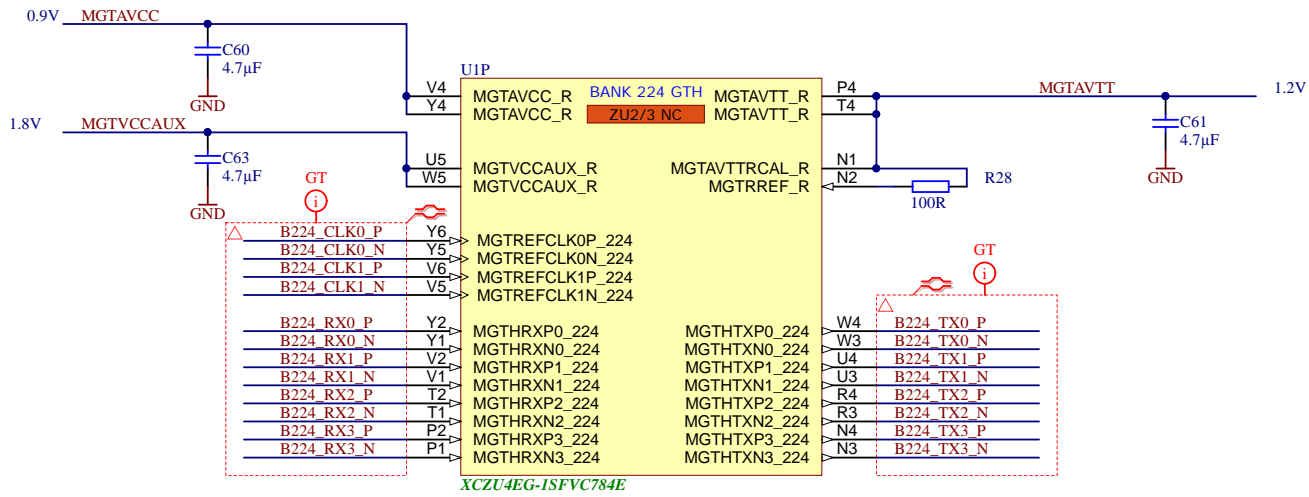 0.9V MGTAVCC
C60
4.7µF
GND
1.8V MGTVCCAUX
C63
4.7µF
GND
U1P
BANK 224 GTH
ZU2/3 NC
V4 MGTAVCC_R
Y4 MGTAVCC_R
U5 MGTVCCAUX_R
W5 MGTVCCAUX_R
MGTAVTT_R P4
MGTAVTT_R T4
MGTAVTTRCAL_R N1
MGTRREF_R N2
MGTAVTT 1.2V
C61
4.7µF
GND
R28
100R
GT
i
B224_CLK0_P Y6 MGTREFCLK0P_224
B224_CLK0_N Y5 MGTREFCLK0N_224
B224_CLK1_P V6 MGTREFCLK1P_224
B224_CLK1_N V5 MGTREFCLK1N_224
B224_RX0_P Y2 MGTHRXP0_224
B224_RX0_N Y1 MGTHRXN0_224
B224_RX1_P V2 MGTHRXP1_224
B224_RX1_N V1 MGTHRXN1_224
B224_RX2_P T2 MGTHRXP2_224
B224_RX2_N T1 MGTHRXN2_224
B224_RX3_P P2 MGTHRXP3_224
B224_RX3_N P1 MGTHRXN3_224
GT
i
MGTHTXP0_224 W4 B224_TX0_P
MGTHTXN0_224 W3 B224_TX0_N
MGTHTXP1_224 U4 B224_TX1_P
MGTHTXN1_224 U3 B224_TX1_N
MGTHTXP2_224 R4 B224_TX2_P
MGTHTXN2_224 R3 B224_TX2_N
MGTHTXP3_224 N4 B224_TX3_P
MGTHTXN3_224 N3 B224_TX3_N
XCZU4EG-1SFVC784E